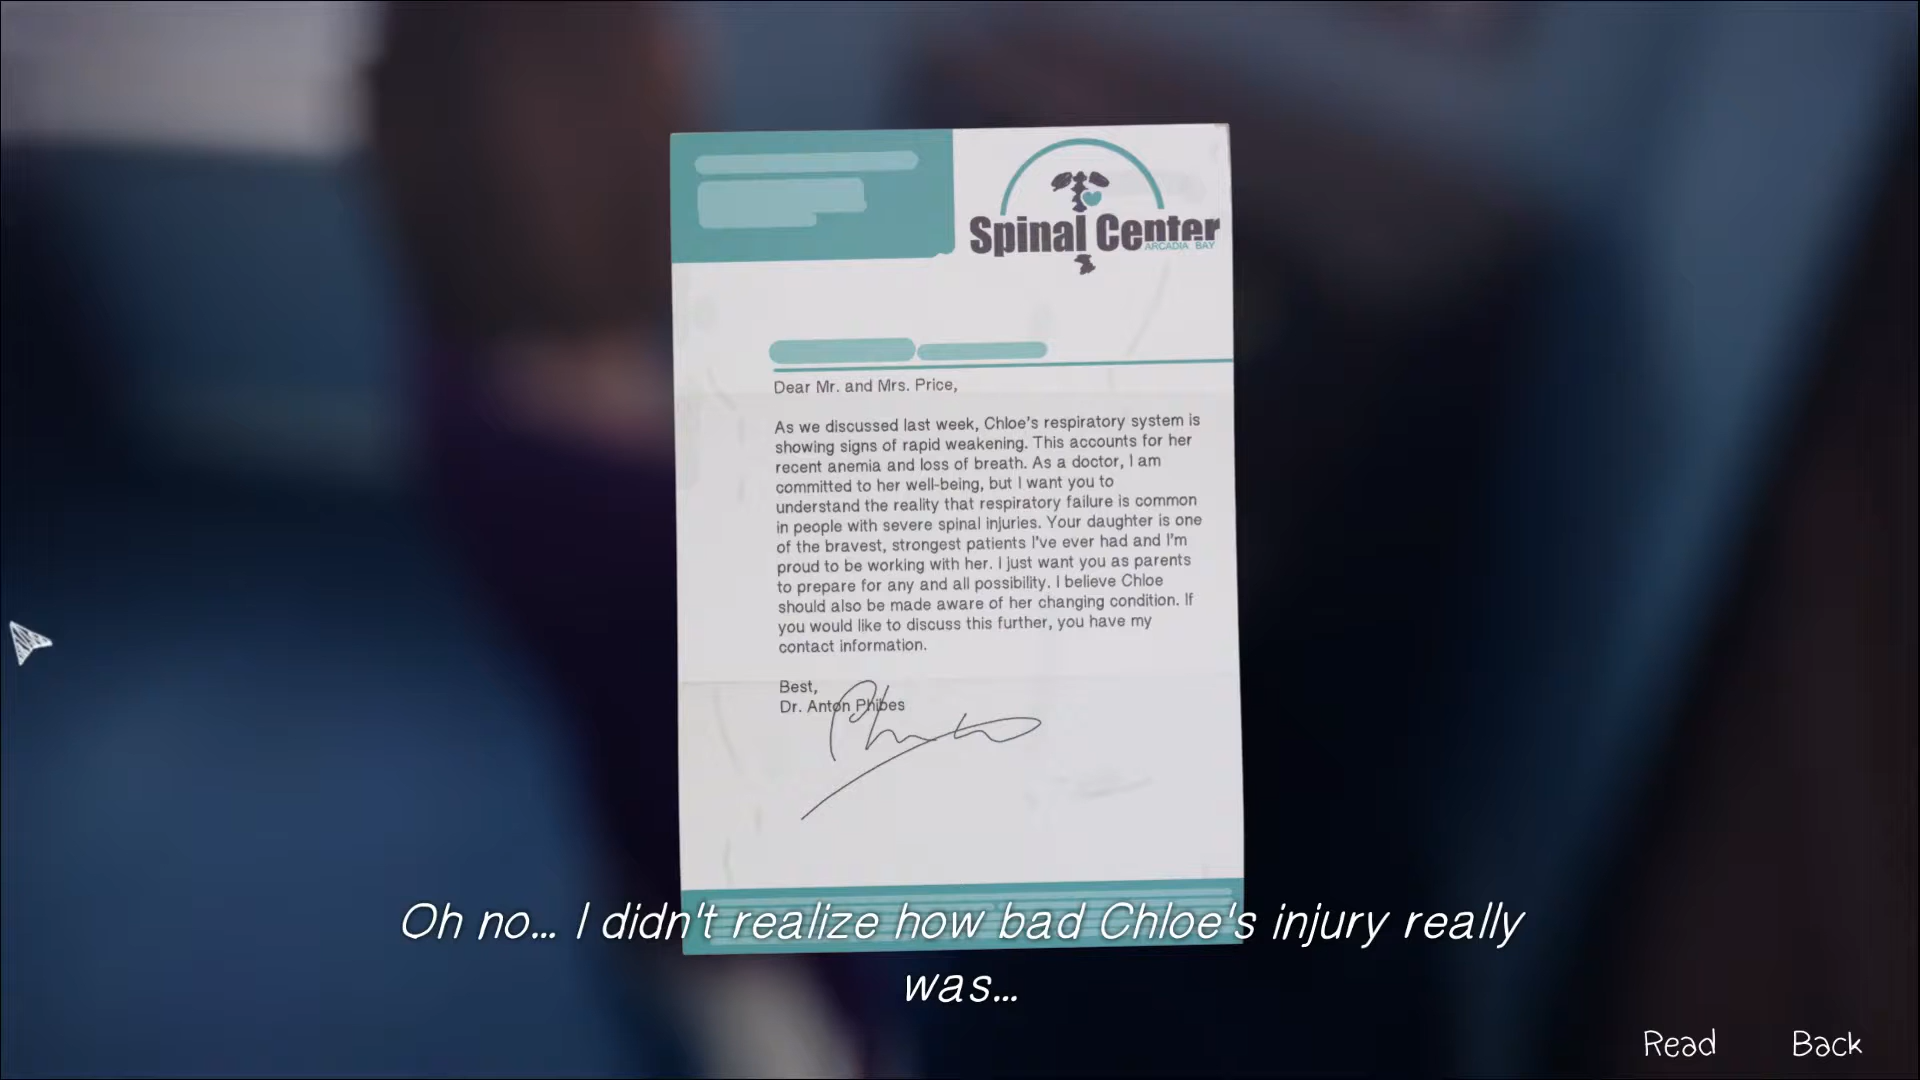 Spinal Center
ARCADIA BAY
Dear Mr. and Mrs. Price,
As we discussed last week, Chloe's respiratory system is
showing signs of rapid weakening. This accounts for her
recent anemia and loss of breath. As a doctor, I am
committed to her well-being, but I want you to
understand the reality that respiratory failure is common
in people with severe spinal injuries. Your daughter is one
of the bravest, strongest patients I've ever had and I'm
proud to be working with her. I just want you as parents
to prepare for any and all possibility. I believe Chloe
should also be made aware of her changing condition. If
you would like to discuss this further, you have my
contact information.
Best,
Dr. Anton Phibes
Oh no... I didn't realize how bad Chloe's injury really
was...
Read Back